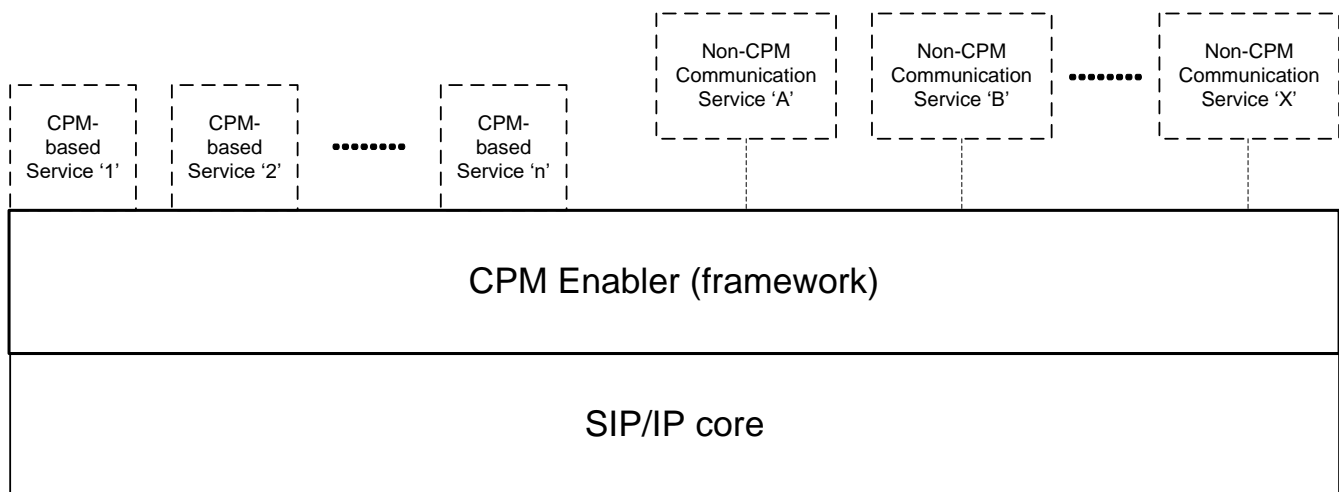 CPM-
based
Service ‘1’
CPM-
based
Service ‘2’
CPM-
based
Service ‘n’
Non-CPM
Communication
Service ‘A’
Non-CPM
Communication
Service ‘B’
Non-CPM
Communication
Service ‘X’
CPM Enabler (framework)
SIP/IP core